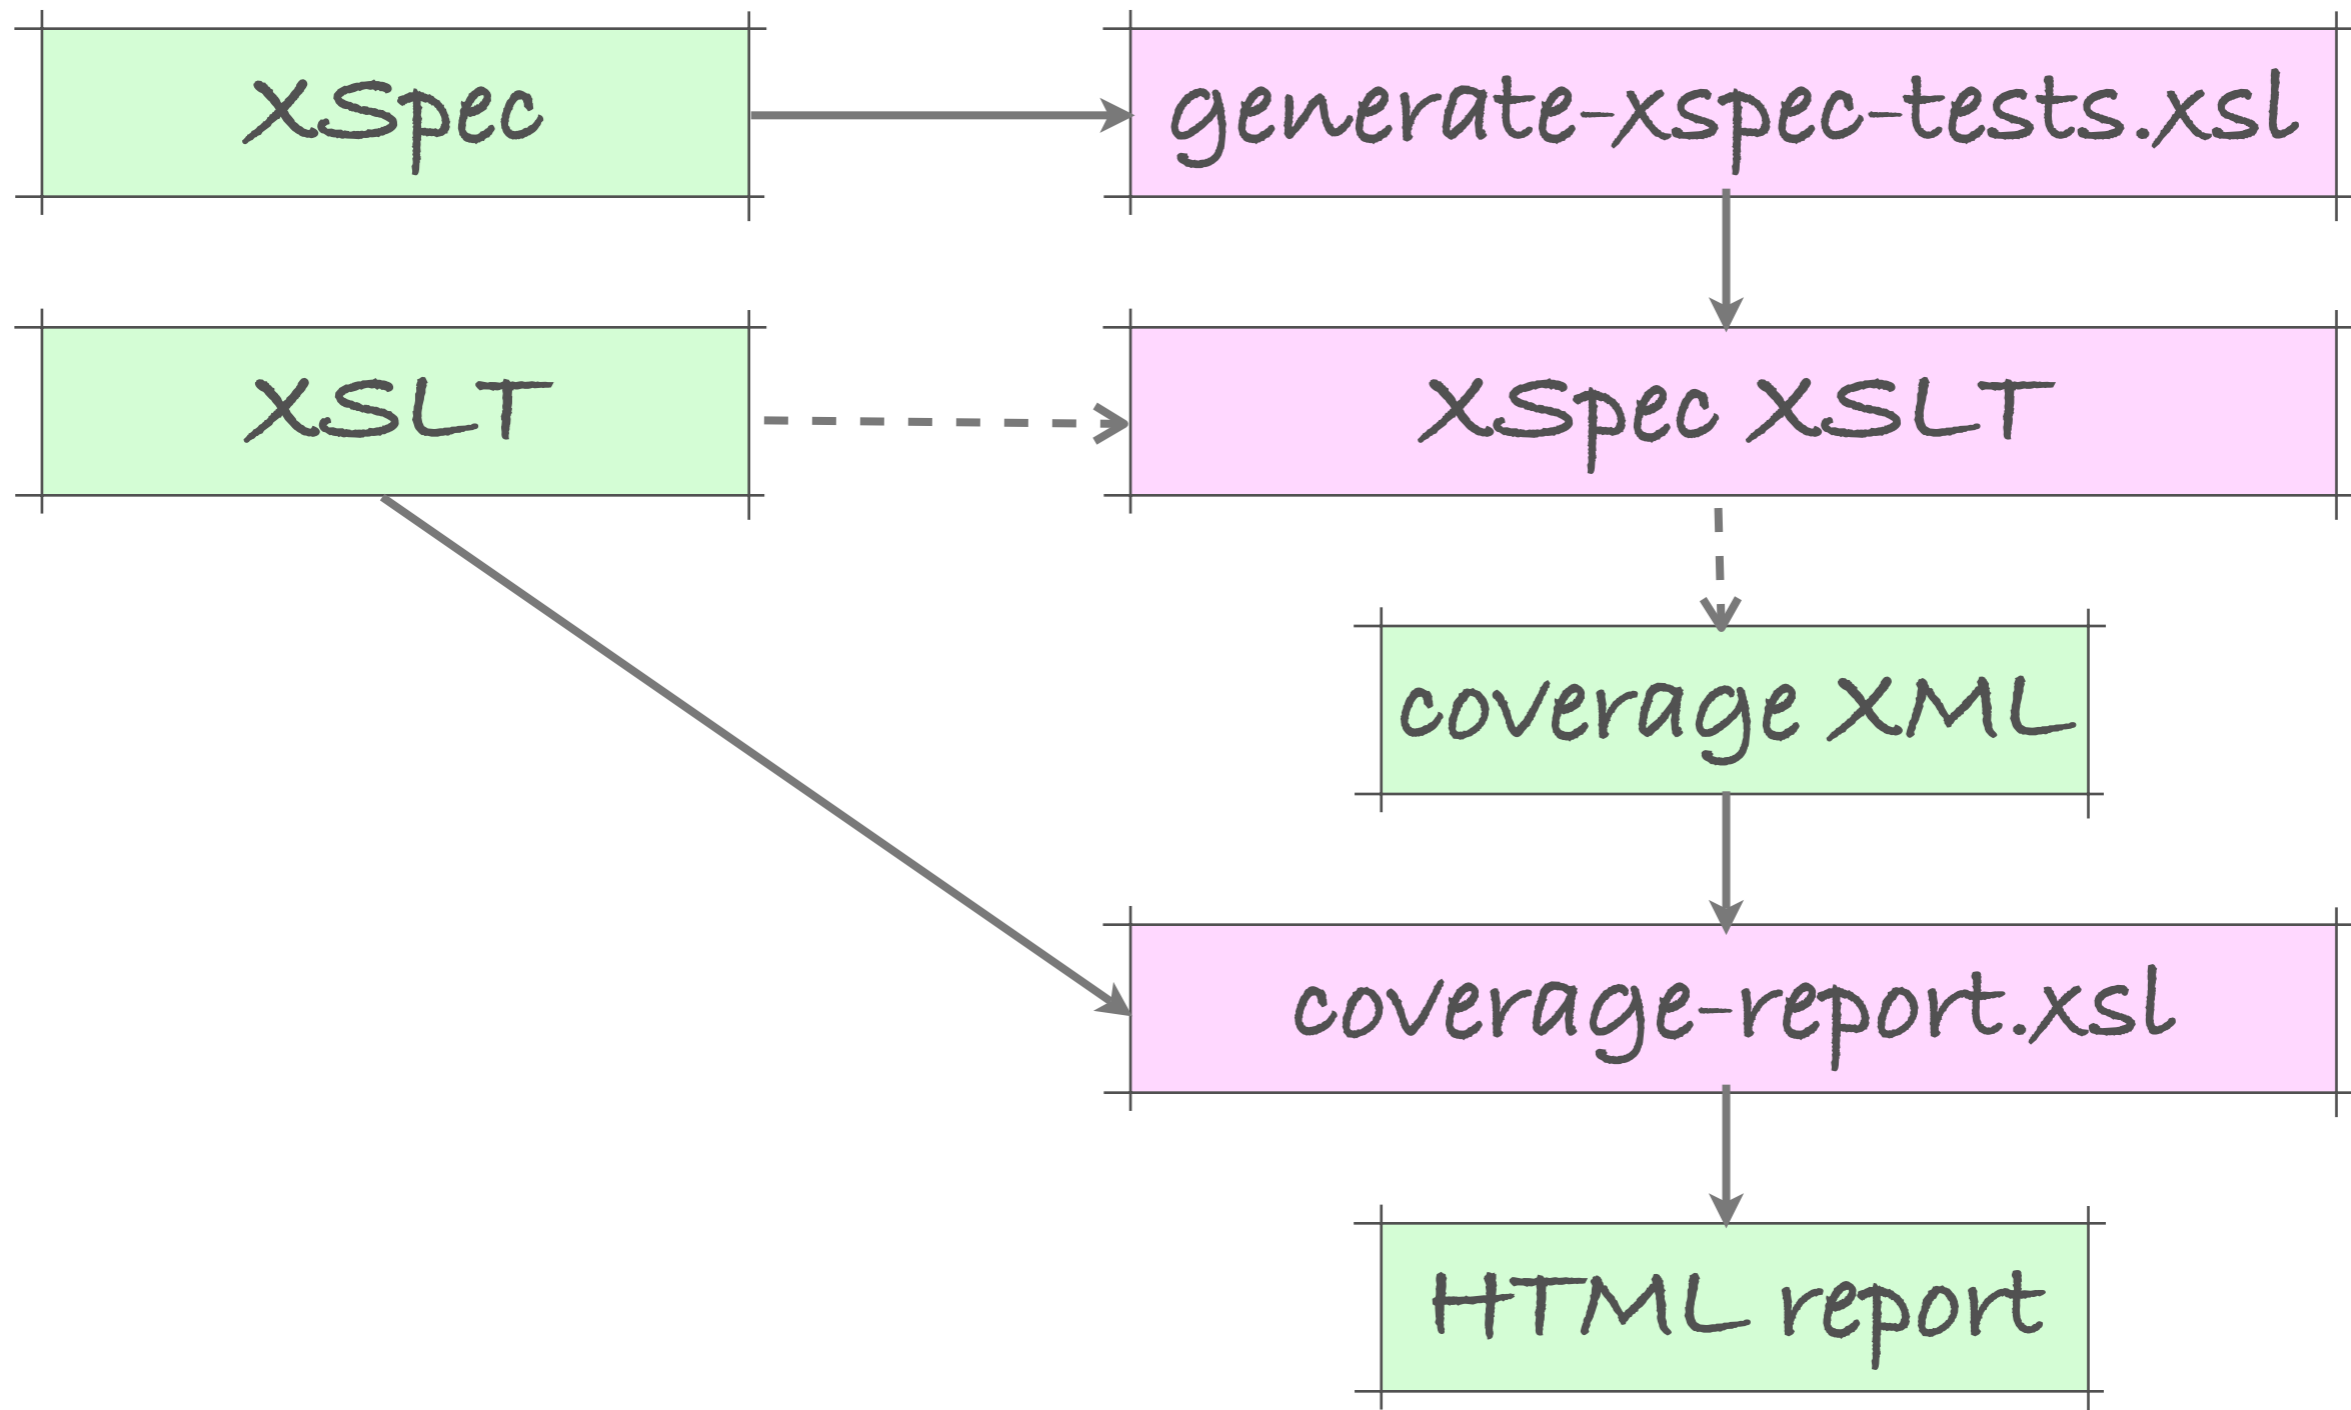 XSpec
generate-xspec-tests.xsl
XSLT
XSpec XSLT
coverage XML
coverage-report.xsl
HTML report